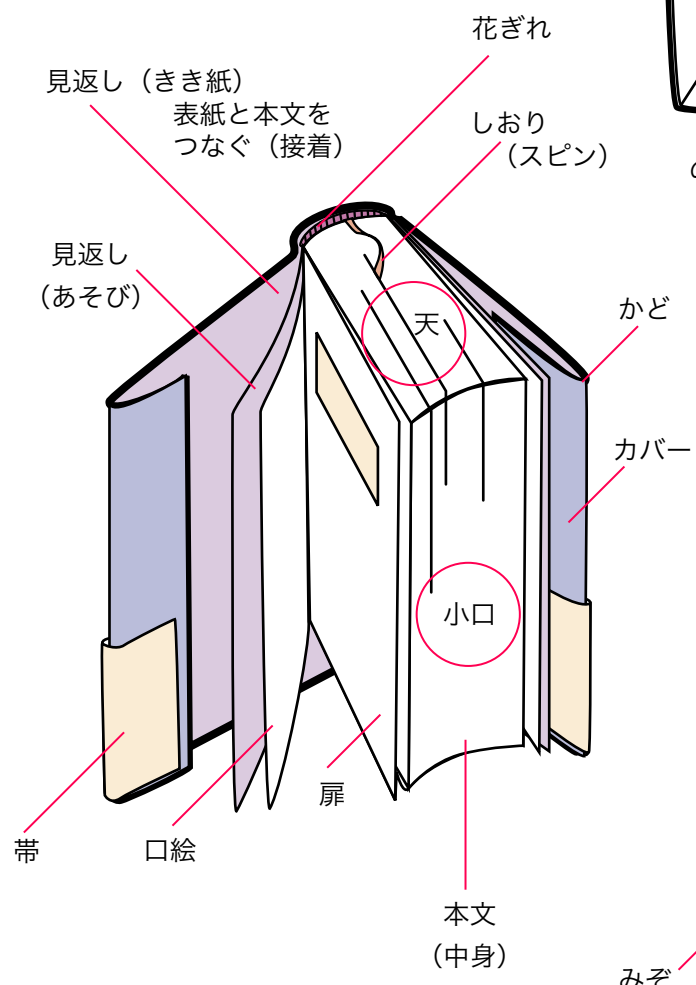 花ぎれ
見返し（きき紙）
表紙と本文を
つなぐ（接着）
しおり
（スピン）
見返し
（あそび）
天
かど
カバー
小口
扉
帯
口絵
本文
（中身）
みぞ